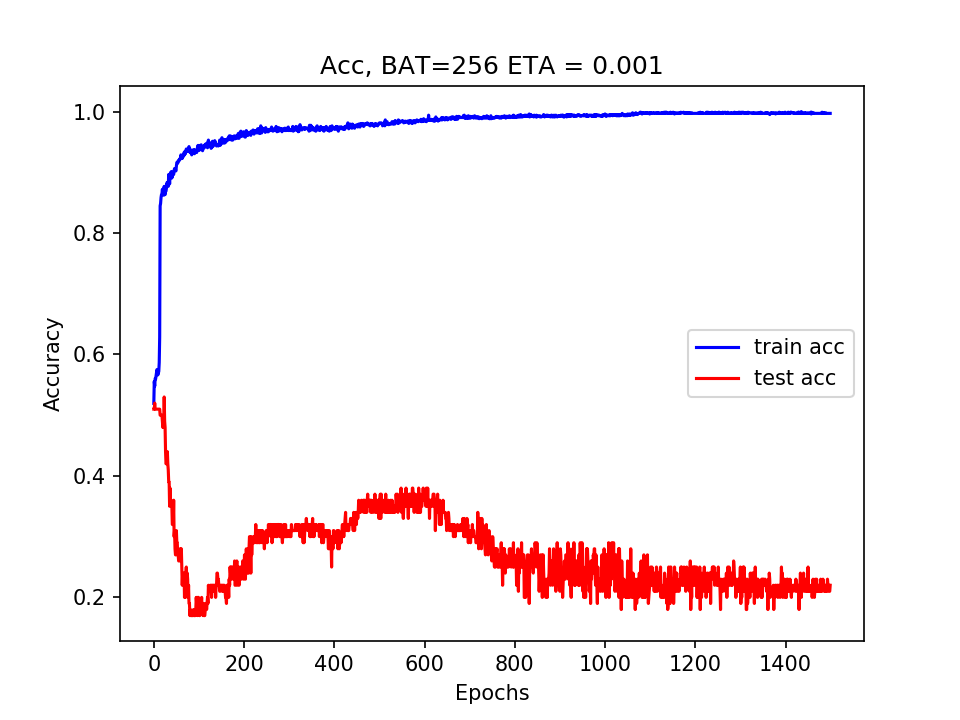 Acc, BAT=256 ETA = 0.001
1.0
0.8
0.6
0.4
0.2
Accuracy
train acc
test acc
0 200 400 600 800 1000 1200 1400
Epochs